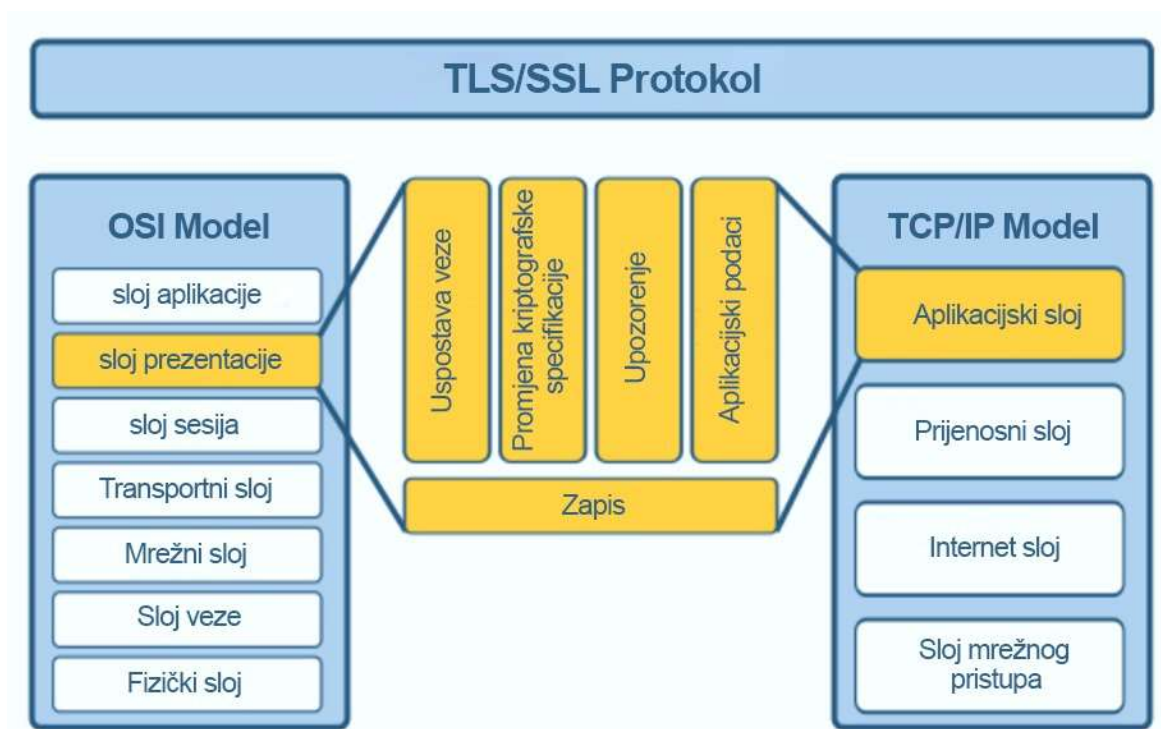 TLS/SSL Protokol
OSI Model
sloj aplikacije
sloj prezentacije
sloj sesija
Transportni sloj
Mrežni sloj
Sloj veze
Fizički sloj
Uspostava veze
Promjena kriptografske
specifikacije
Upozorenje
Aplikacijski podaci
Zapis
TCP/IP Model
Aplikacijski sloj
Prijenosni sloj
Internet sloj
Sloj mrežnog
pristupa